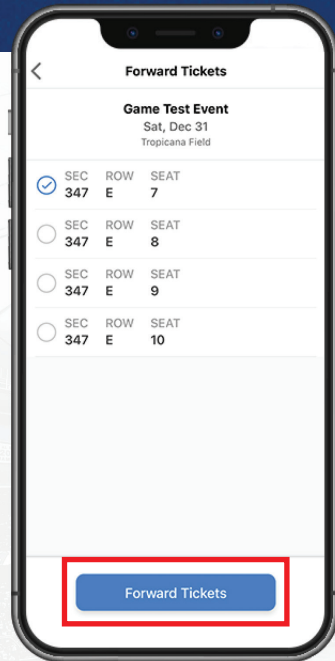 Forward Tickets
Game Test Event
Sat, Dec 31
Tropicana Field
SEC ROW SEAT
347 E 7
SEC ROW SEAT
347 E 8
SEC ROW SEAT
347 E 9
SEC ROW SEAT
347 E 10
Forward Tickets